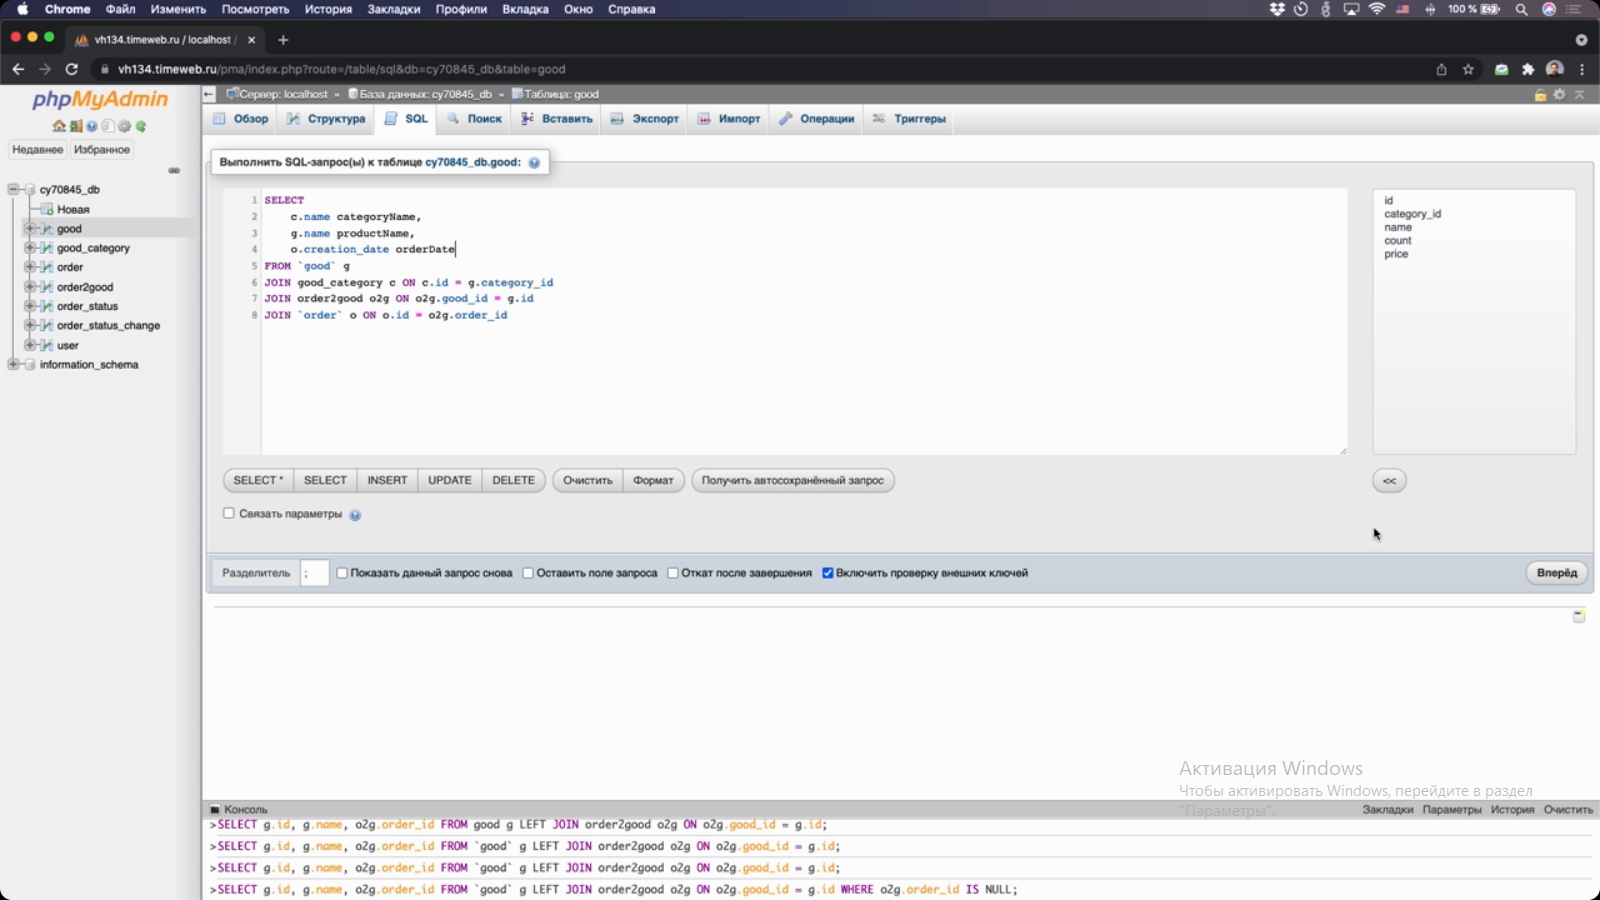 Chrome Файл Изменить Посмотреть История Закладки Профили Вкладка Окно Справка 100 %
vh134.timeweb.ru / localhost /
vh134.timeweb.ru/pma/index.php?route=/table/sql&db=cy70845_db&table=good
phpMyAdmin
Недавнее Избранное
cy70845_db
Новая
good
good_category
order
order2good
order_status
order_status_change
user
information_schema
Сервер: localhost » База данных: cy70845_db » Таблица: good
Обзор Структура SQL Поиск Вставить Экспорт Импорт Операции Триггеры
Выполнить SQL-запрос(ы) к таблице cy70845_db.good:
1 SELECT
2 c.name categoryName,
3 g.name productName,
4 o.creation_date orderDate
5 FROM `good` g
6 JOIN good_category c ON c.id = g.category_id
7 JOIN order2good o2g ON o2g.good_id = g.id
8 JOIN `order` o ON o.id = o2g.order_id
id
category_id
name
count
price
SELECT * SELECT INSERT UPDATE DELETE Очистить Формат Получить автосохранённый запрос <<
Связать параметры
Разделитель ; Показать данный запрос снова Оставить поле запроса Откат после завершения Включить проверку внешних ключей Вперёд
Активация Windows
Чтобы активировать Windows, перейдите в раздел
"Параметры".
Консоль Закладки Параметры История Очистить
>SELECT g.id, g.name, o2g.order_id FROM good g LEFT JOIN order2good o2g ON o2g.good_id = g.id;
>SELECT g.id, g.name, o2g.order_id FROM `good` g LEFT JOIN order2good o2g ON o2g.good_id = g.id;
>SELECT g.id, g.name, o2g.order_id FROM `good` g LEFT JOIN order2good o2g ON o2g.good_id = g.id;
>SELECT g.id, g.name, o2g.order_id FROM `good` g LEFT JOIN order2good o2g ON o2g.good_id = g.id WHERE o2g.order_id IS NULL;